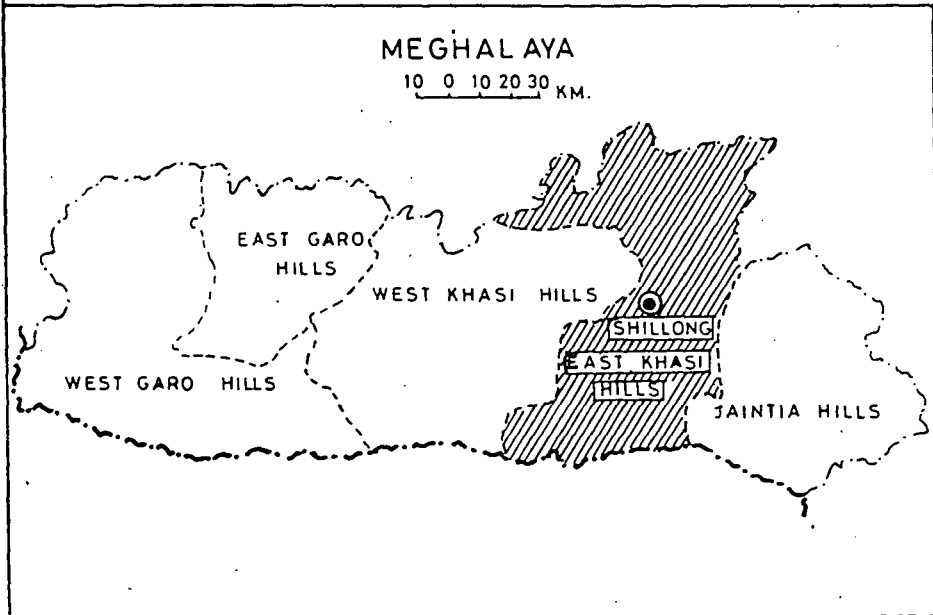 MEGHALAYA
10 0 10 20 30 KM.
EAST GARO
HILLS
WEST KHASI HILLS
SHILLONG
EAST KHASI
HILLS
WEST GARO HILLS
JAINTIA HILLS